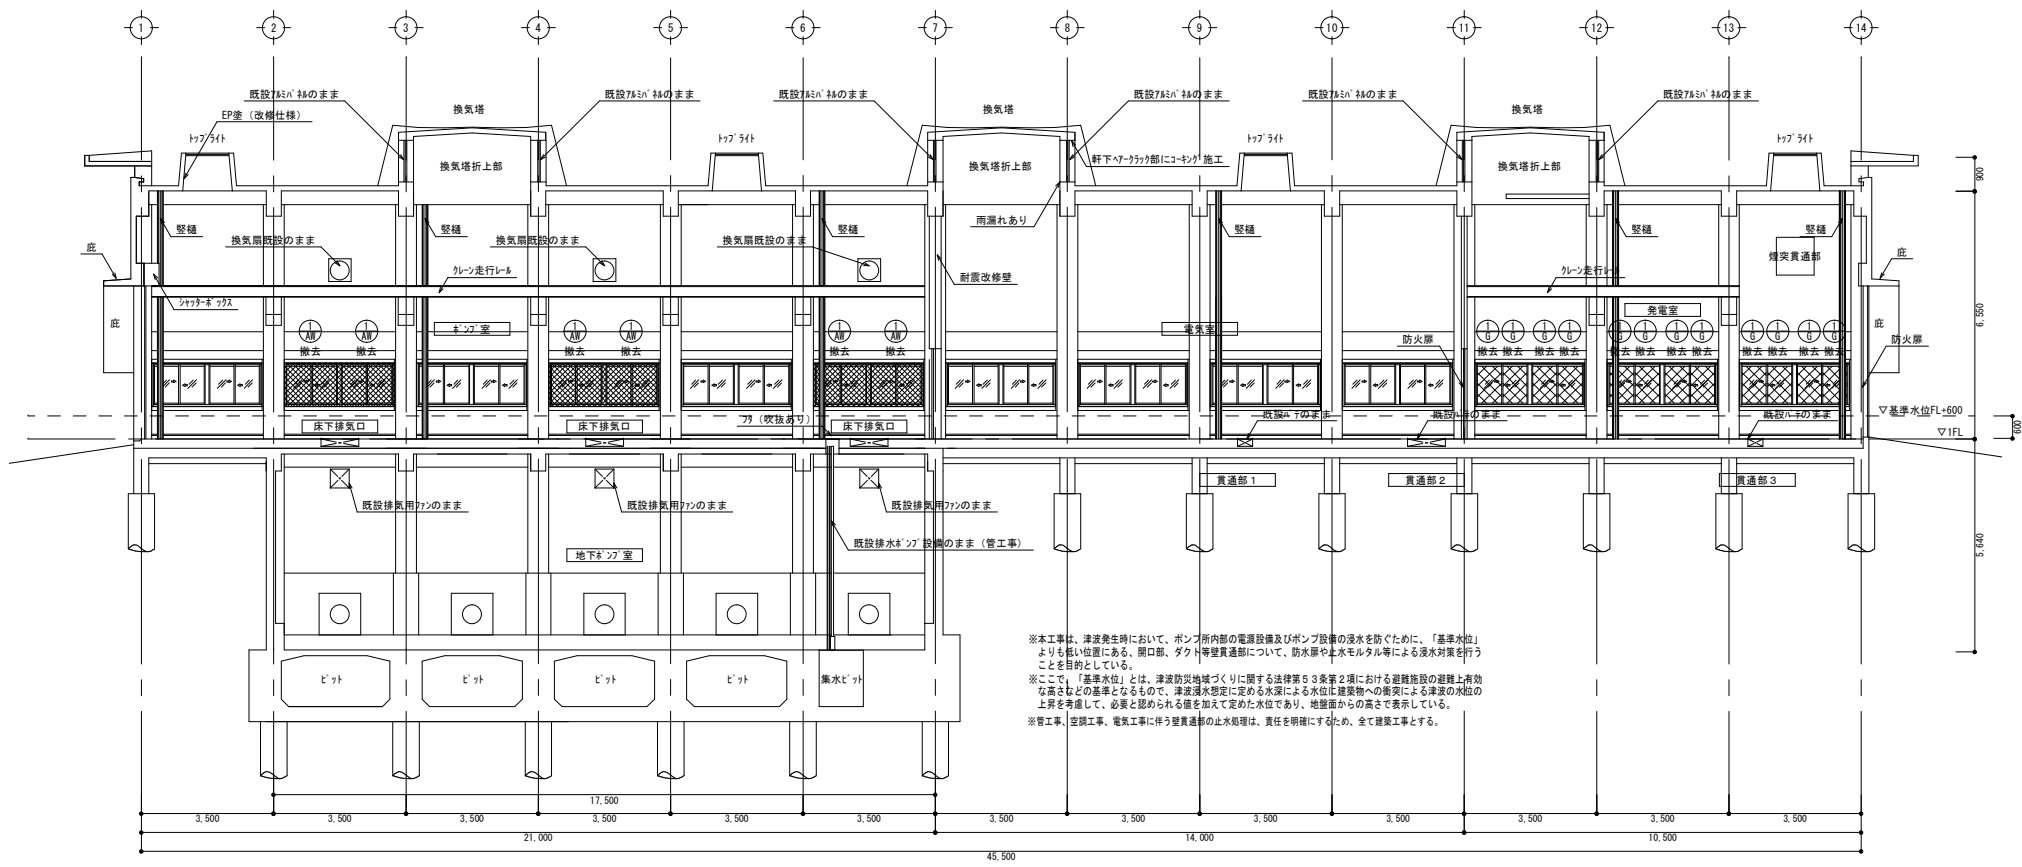 1 2 3 4 5 6 7 8 9 10 11 12 13 14
既設ｱﾙﾐﾊﾟﾈﾙのまま 換気塔 既設ｱﾙﾐﾊﾟﾈﾙのまま 既設ｱﾙﾐﾊﾟﾈﾙのまま 換気塔 既設ｱﾙﾐﾊﾟﾈﾙのまま 既設ｱﾙﾐﾊﾟﾈﾙのまま 換気塔 既設ｱﾙﾐﾊﾟﾈﾙのまま
EP塗（改修仕様）
ﾄｯﾌﾟﾗｲﾄ ﾄｯﾌﾟﾗｲﾄ ﾄｯﾌﾟﾗｲﾄ ﾄｯﾌﾟﾗｲﾄ
換気塔折上部 換気塔折上部 軒下ﾍｱｰｸﾗｯｸ部にｺｰｷﾝｸﾞ施工 換気塔折上部
900
雨漏れあり
竪樋 竪樋 竪樋 竪樋 竪樋 竪樋
庇 換気扇既設のまま 換気扇既設のまま 換気扇既設のまま 煙突貫通部 庇
ｸﾚｰﾝ走行ﾚｰﾙ 耐震改修壁 ｸﾚｰﾝ走行ﾚｰﾙ
ｼｬｯﾀｰﾎﾞｯｸｽ
発電室
6,550
庇 ﾎﾟﾝﾌﾟ室 電気室 庇
1 1 1 1 1 1 1 1 1 1 1 1 1 1 1 1 1 1
AW AW AW AW AW AW G G G G G G G G G G G G
撤去 撤去 撤去 撤去 撤去 撤去 撤去 撤去 撤去 撤去 撤去 撤去 撤去 撤去 撤去 撤去 撤去 撤去
防火扉 防火扉
▽基準水位FL+600
ﾌﾀ（吹抜あり） 既設ﾊﾟﾃのまま 既設ﾊﾟﾃのまま 既設ﾊﾟﾃのまま
床下排気口 床下排気口 床下排気口
▽1FL
600
貫通部１ 貫通部２ 貫通部３
既設排気用ﾌｧﾝのまま 既設排気用ﾌｧﾝのまま 既設排気用ﾌｧﾝのまま
既設排水ﾎﾟﾝﾌﾟ設備のまま（管工事）
地下ﾎﾟﾝﾌﾟ室
5,640
※本工事は、津波発生時において、ポンプ所内部の電源設備及びポンプ設備の浸水を防ぐために、「基準水位」
よりも低い位置にある、開口部、ダクト等壁貫通部について、防水扉や止水モルタル等による浸水対策を行う
ことを目的としている。
※ここで、「基準水位」とは、津波防災地域づくりに関する法律第５３条第２項における避難施設の避難上有効
な高さなどの基準となるもので、津波浸水想定に定める水深による水位に建築物への衝突による津波の水位の
上昇を考慮して、必要と認められる値を加えて定めた水位であり、地盤面からの高さで表示している。
※管工事、空調工事、電気工事に伴う壁貫通部の止水処理は、責任を明確にするため、全て建築工事とする。
ﾋﾟｯﾄ ﾋﾟｯﾄ ﾋﾟｯﾄ ﾋﾟｯﾄ 集水ﾋﾟｯﾄ
17,500
3,500 3,500 3,500 3,500 3,500 3,500 3,500 3,500 3,500 3,500 3,500 3,500 3,500
21,000 14,000 10,500
45,500